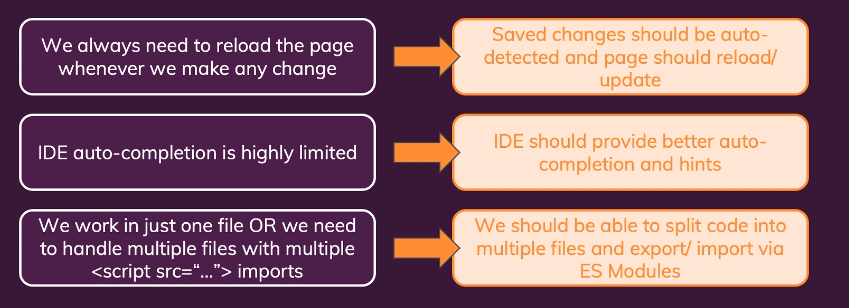 We always need to reload the page
whenever we make any change
Saved changes should be auto-
detected and page should reload/
update
IDE auto-completion is highly limited
IDE should provide better auto-
completion and hints
We work in just one file OR we need
to handle multiple files with multiple
<script src=“...”> imports
We should be able to split code into
multiple files and export/ import via
ES Modules